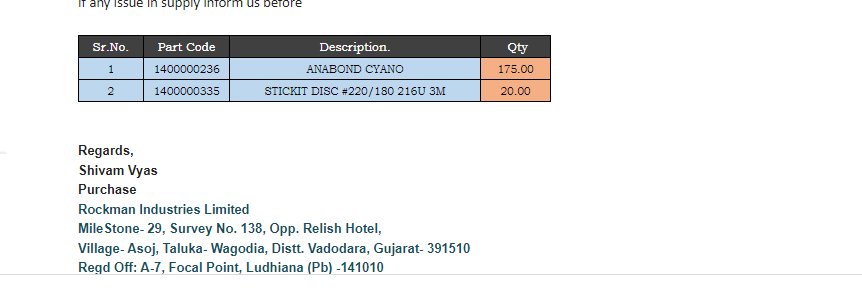 If any issue in supply inform us before
Sr.No. Part Code Description. Qty
1 1400000236 ANABOND CYANO 175.00
2 1400000335 STICKIT DISC #220/180 216U 3M 20.00
Regards,
Shivam Vyas
Purchase
Rockman Industries Limited
MileStone- 29, Survey No. 138, Opp. Relish Hotel,
Village- Asoj, Taluka- Wagodia, Distt. Vadodara, Gujarat- 391510
Regd Off: A-7, Focal Point, Ludhiana (Pb) -141010